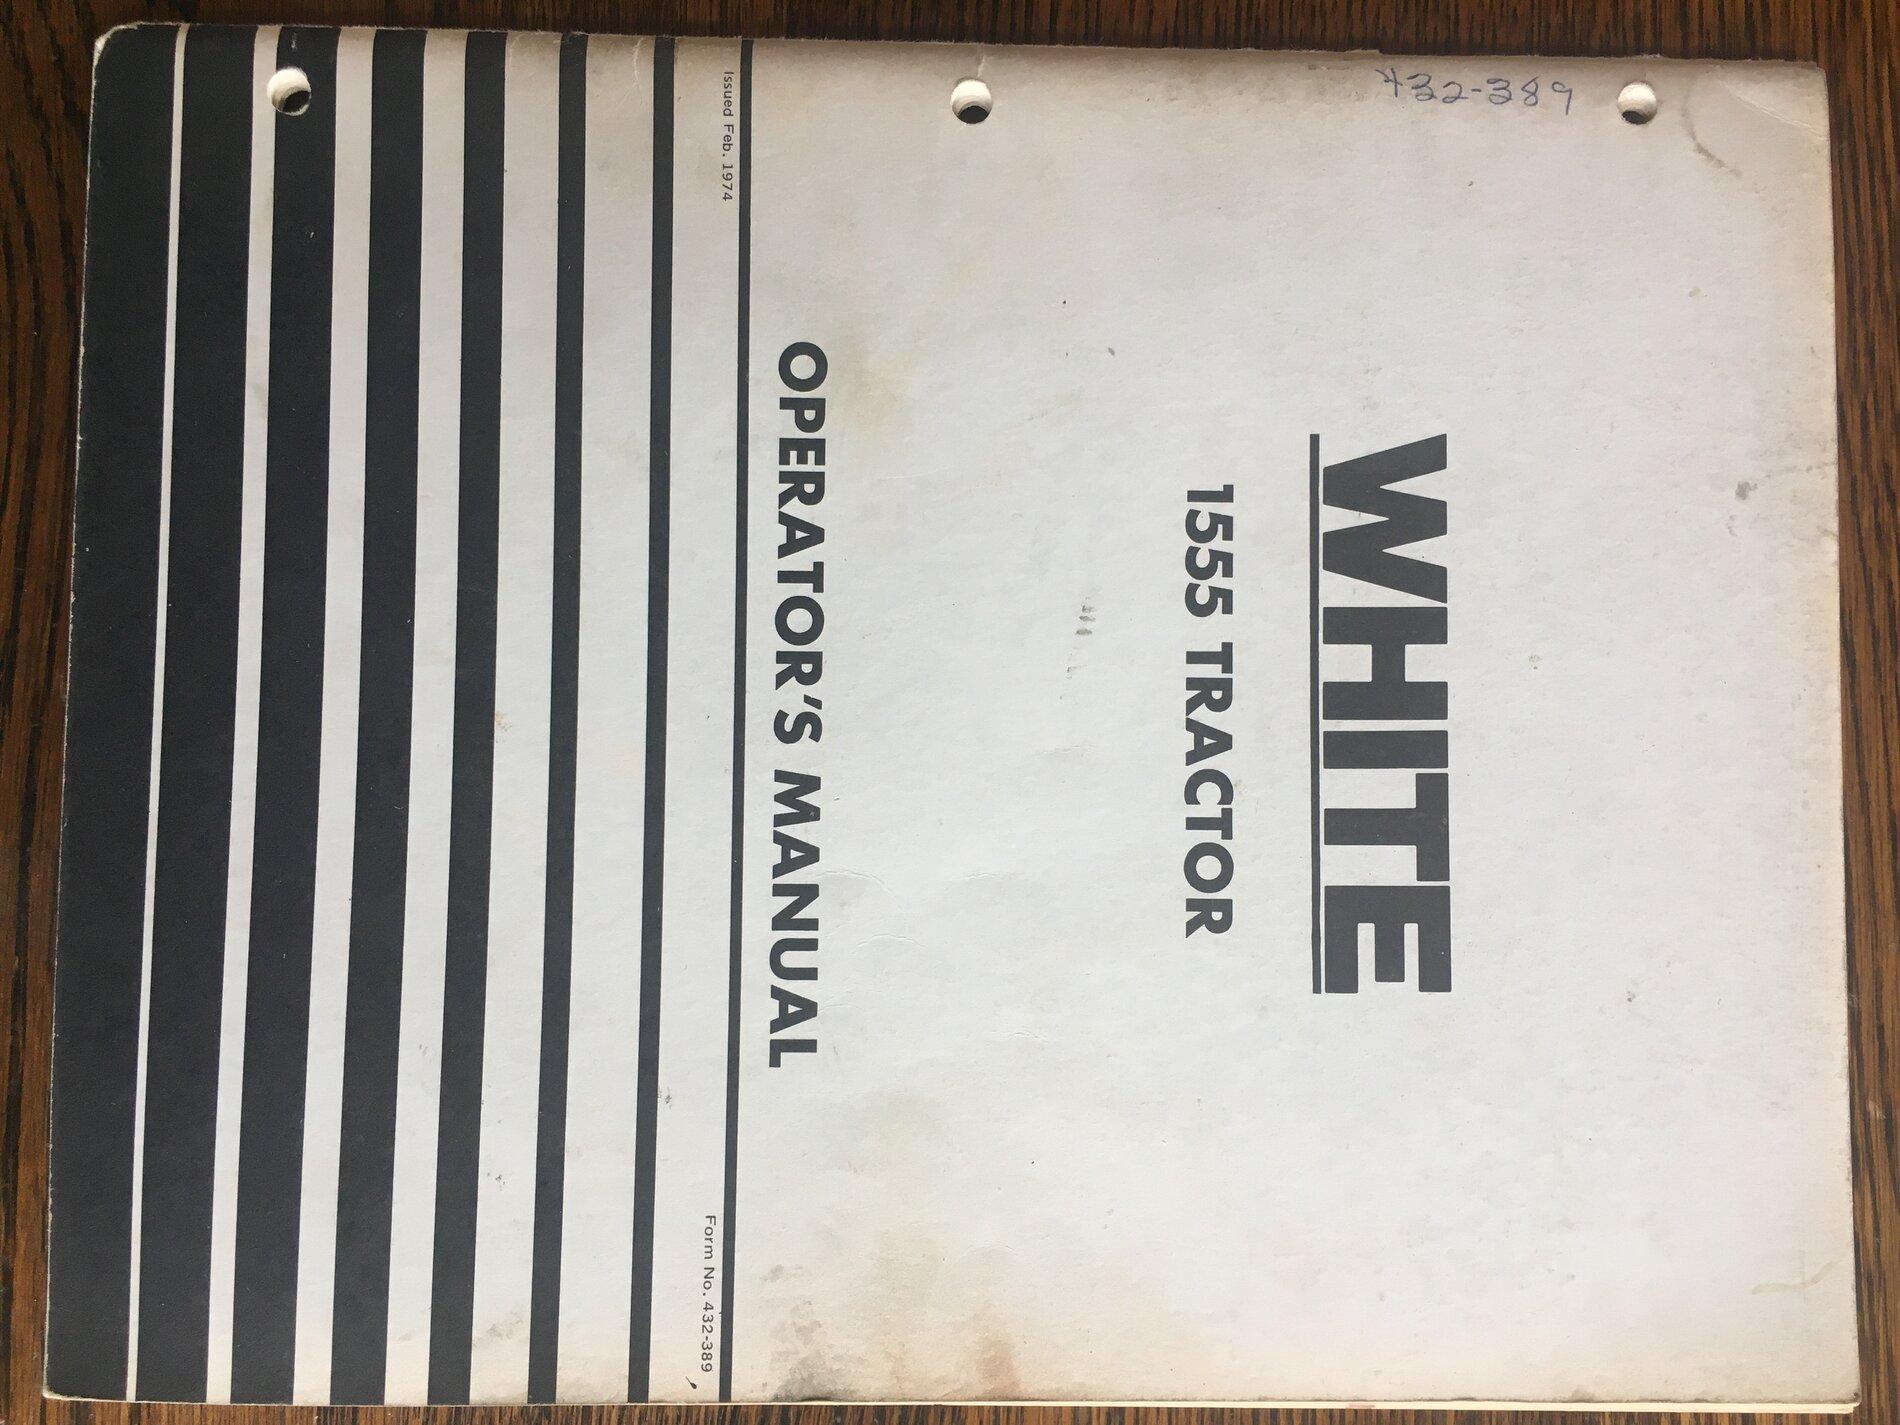 432-389
WHITE
1555 TRACTOR
OPERATOR'S MANUAL
Issued Feb. 1974
Form No. 432-389